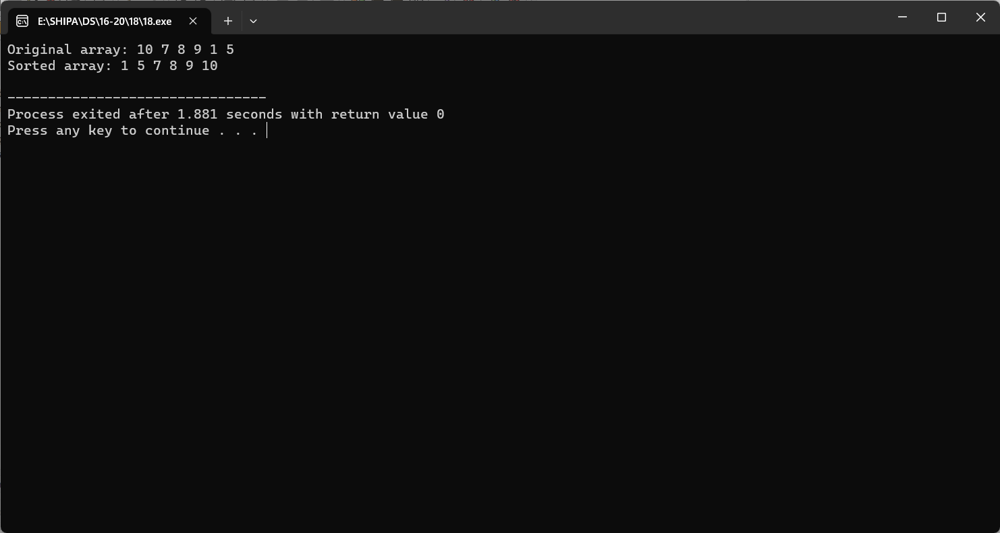 E:\SHIPA\DS\16-20\18\18.exe
Original array: 10 7 8 9 1 5
Sorted array: 1 5 7 8 9 10
--------------------------------
Process exited after 1.881 seconds with return value 0
Press any key to continue . . .